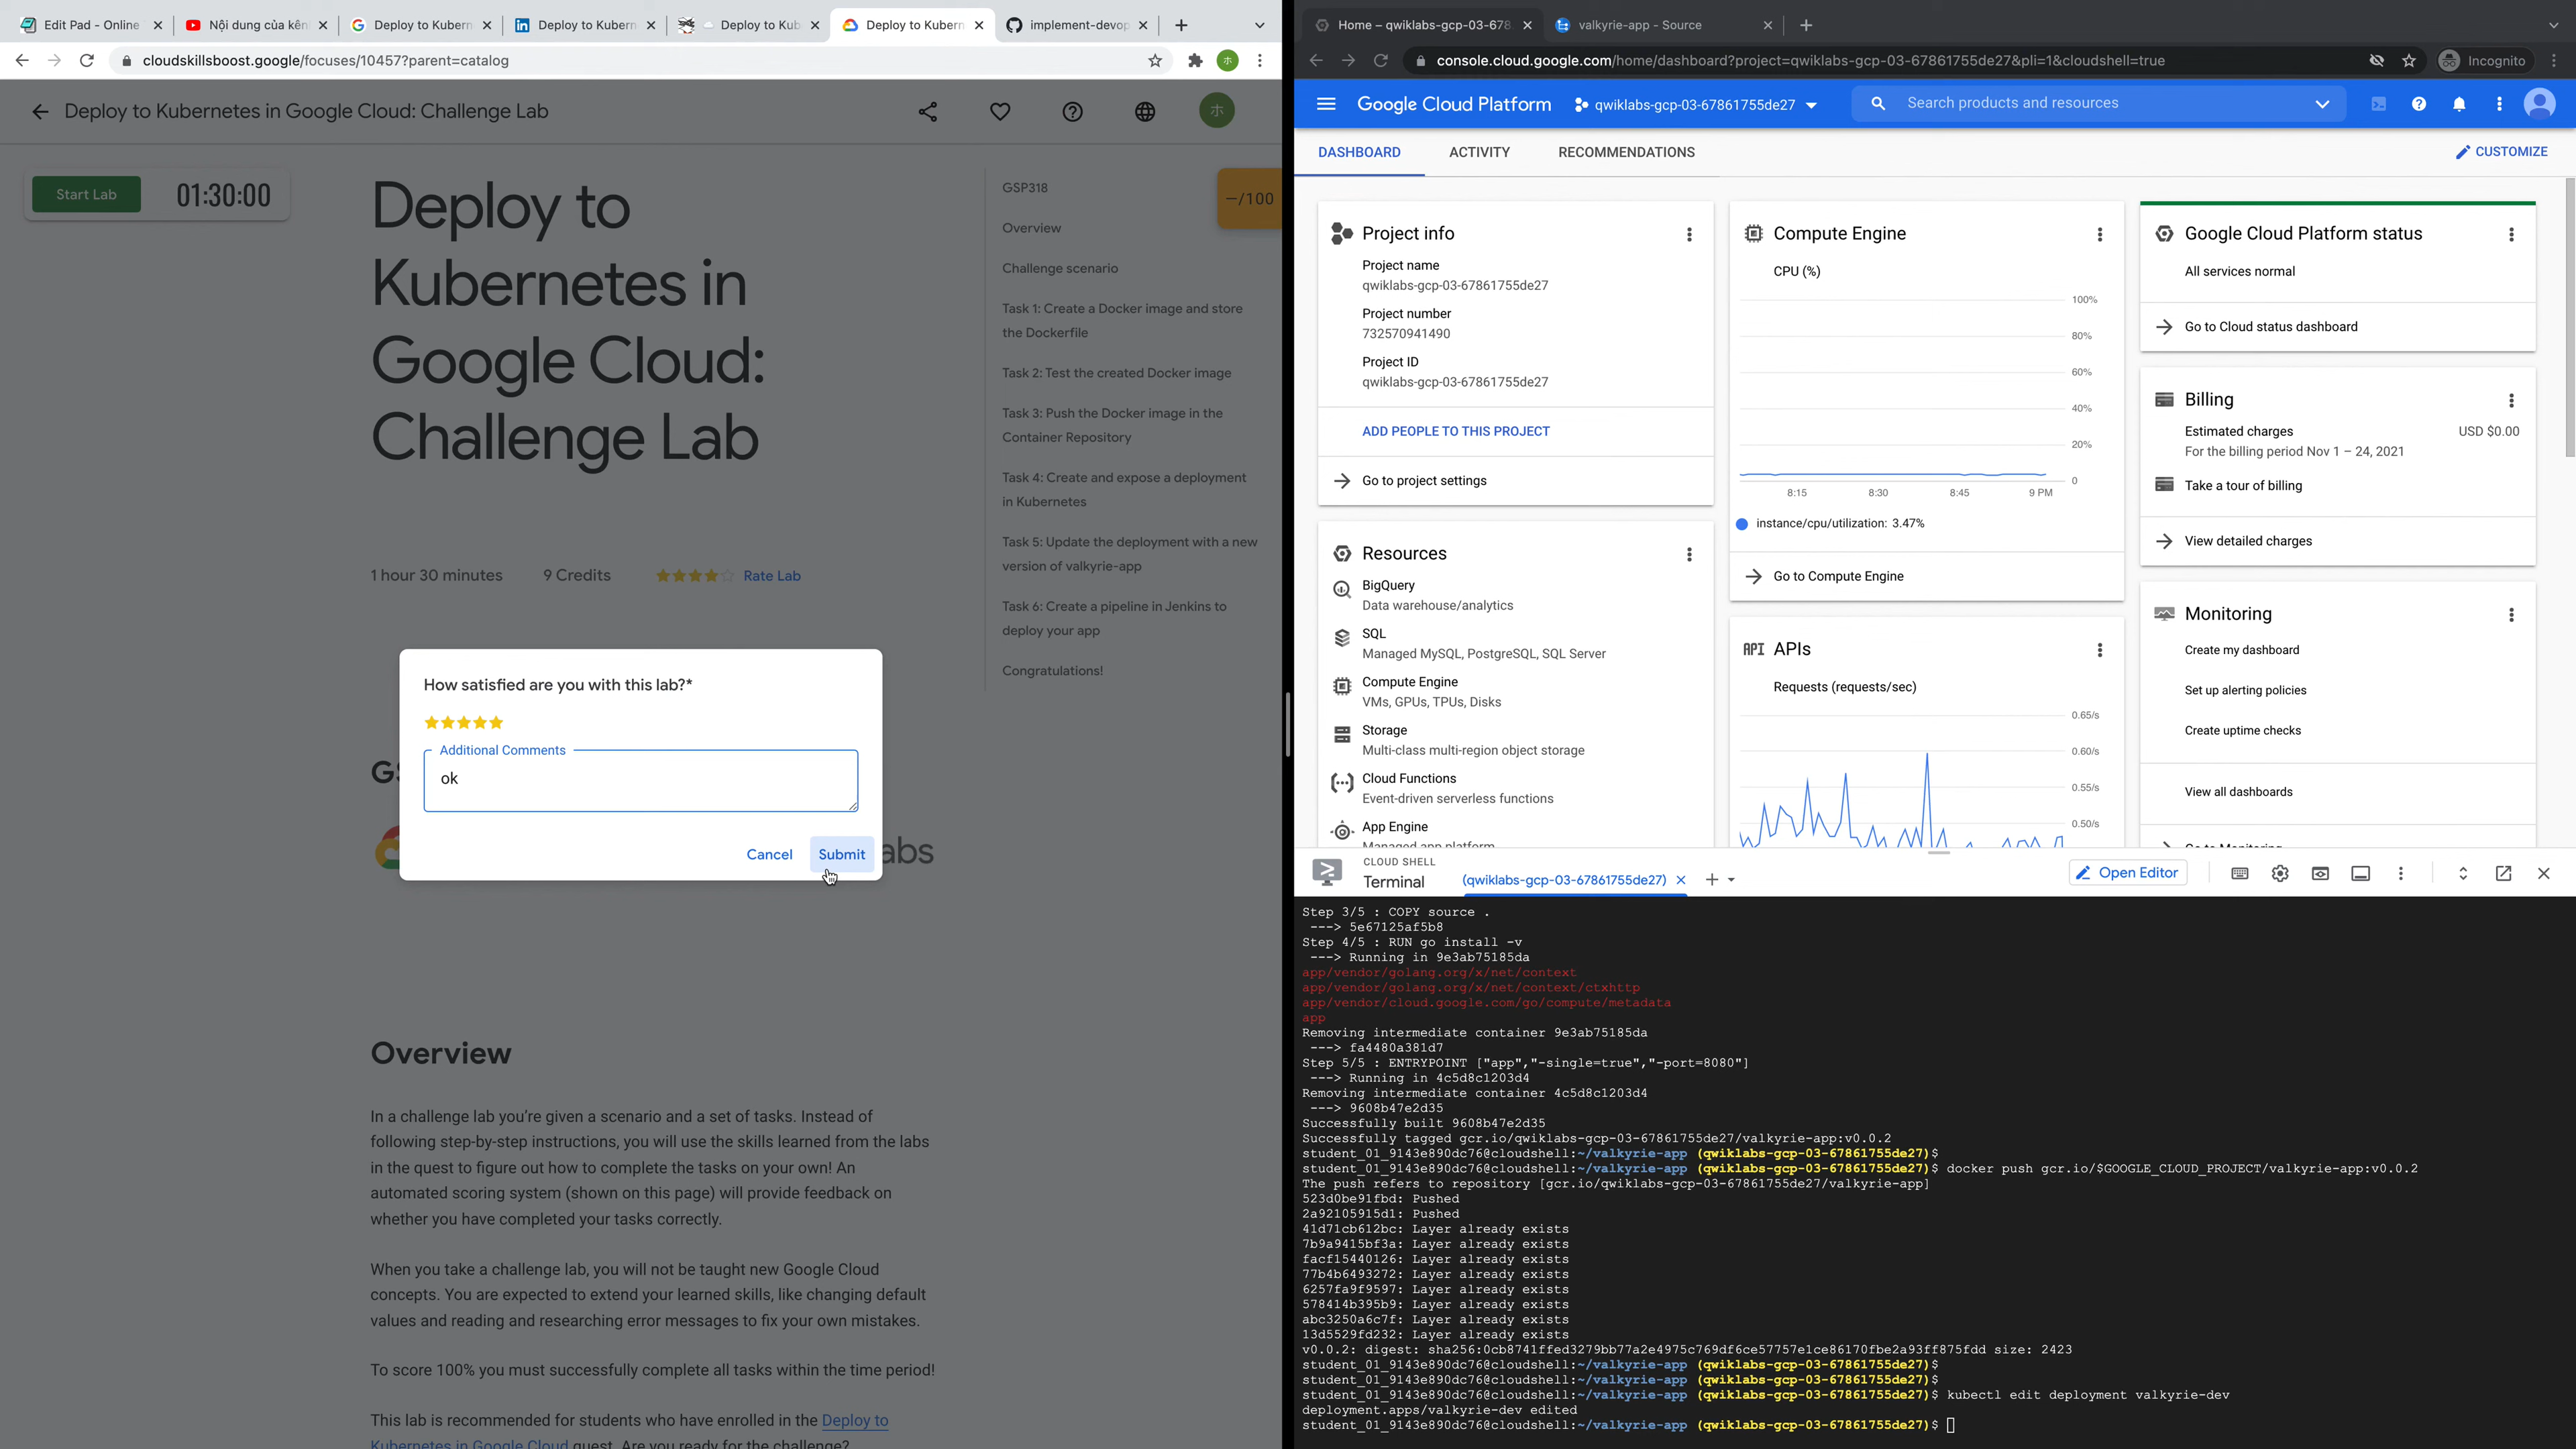 Edit Pad - Online
Nội dung của kên
Deploy to Kubern
Deploy to Kubern
Deploy to Kub
Deploy to Kubern
implement-devop
cloudskillsboost.google/focuses/10457?parent=catalog
Deploy to Kubernetes in Google Cloud: Challenge Lab
ホ
Start Lab
01:30:00
Deploy to
Kubernetes in
Google Cloud:
Challenge Lab
1 hour 30 minutes
9 Credits
Rate Lab
GSP318
Overview
Challenge scenario
Task 1: Create a Docker image and store
the Dockerfile
Task 2: Test the created Docker image
Task 3: Push the Docker image in the
Container Repository
Task 4: Create and expose a deployment
in Kubernetes
Task 5: Update the deployment with a new
version of valkyrie-app
Task 6: Create a pipeline in Jenkins to
deploy your app
Congratulations!
–/100
How satisfied are you with this lab?*
Additional Comments
ok
Cancel
Submit
Overview
In a challenge lab you're given a scenario and a set of tasks. Instead of
following step-by-step instructions, you will use the skills learned from the labs
in the quest to figure out how to complete the tasks on your own! An
automated scoring system (shown on this page) will provide feedback on
whether you have completed your tasks correctly.
When you take a challenge lab, you will not be taught new Google Cloud
concepts. You are expected to extend your learned skills, like changing default
values and reading and researching error messages to fix your own mistakes.
To score 100% you must successfully complete all tasks within the time period!
This lab is recommended for students who have enrolled in the Deploy to
Kubernetes in Google Cloud quest. Are you ready for the challenge?
Home – qwiklabs-gcp-03-678
valkyrie-app - Source
console.cloud.google.com/home/dashboard?project=qwiklabs-gcp-03-67861755de27&pli=1&cloudshell=true
Incognito
Google Cloud Platform
qwiklabs-gcp-03-67861755de27
Search products and resources
DASHBOARD
ACTIVITY
RECOMMENDATIONS
CUSTOMIZE
Project info
Project name
qwiklabs-gcp-03-67861755de27
Project number
732570941490
Project ID
qwiklabs-gcp-03-67861755de27
ADD PEOPLE TO THIS PROJECT
Go to project settings
Resources
BigQuery
Data warehouse/analytics
SQL
Managed MySQL, PostgreSQL, SQL Server
Compute Engine
VMs, GPUs, TPUs, Disks
Storage
Multi-class multi-region object storage
Cloud Functions
Event-driven serverless functions
App Engine
Managed app platform
Compute Engine
CPU (%)
100%
80%
60%
40%
20%
0
8:15
8:30
8:45
9 PM
instance/cpu/utilization: 3.47%
Go to Compute Engine
API APIs
Requests (requests/sec)
0.65/s
0.60/s
0.55/s
0.50/s
Google Cloud Platform status
All services normal
Go to Cloud status dashboard
Billing
Estimated charges
USD $0.00
For the billing period Nov 1 – 24, 2021
Take a tour of billing
View detailed charges
Monitoring
Create my dashboard
Set up alerting policies
Create uptime checks
View all dashboards
Go to Monitoring
CLOUD SHELL
Terminal
(qwiklabs-gcp-03-67861755de27)
Open Editor
Step 3/5 : COPY source .
---> 5e67125af5b8
Step 4/5 : RUN go install -v
---> Running in 9e3ab75185da
app/vendor/golang.org/x/net/context
app/vendor/golang.org/x/net/context/ctxhttp
app/vendor/cloud.google.com/go/compute/metadata
app
Removing intermediate container 9e3ab75185da
---> fa4480a381d7
Step 5/5 : ENTRYPOINT ["app","-single=true","-port=8080"]
---> Running in 4c5d8c1203d4
Removing intermediate container 4c5d8c1203d4
---> 9608b47e2d35
Successfully built 9608b47e2d35
Successfully tagged gcr.io/qwiklabs-gcp-03-67861755de27/valkyrie-app:v0.0.2
student_01_9143e890dc76@cloudshell:~/valkyrie-app (qwiklabs-gcp-03-67861755de27)$
student_01_9143e890dc76@cloudshell:~/valkyrie-app (qwiklabs-gcp-03-67861755de27)$ docker push gcr.io/$GOOGLE_CLOUD_PROJECT/valkyrie-app:v0.0.2
The push refers to repository [gcr.io/qwiklabs-gcp-03-67861755de27/valkyrie-app]
523d0be91fbd: Pushed
2a92105915d1: Pushed
41d71cb612bc: Layer already exists
7b9a9415bf3a: Layer already exists
facf15440126: Layer already exists
77b4b6493272: Layer already exists
6257fa9f9597: Layer already exists
578414b395b9: Layer already exists
abc3250a6c7f: Layer already exists
13d5529fd232: Layer already exists
v0.0.2: digest: sha256:0cb8741ffed3279bb77a2e4975c769df6ce57757e1ce86170fbe2a93ff875fdd size: 2423
student_01_9143e890dc76@cloudshell:~/valkyrie-app (qwiklabs-gcp-03-67861755de27)$
student_01_9143e890dc76@cloudshell:~/valkyrie-app (qwiklabs-gcp-03-67861755de27)$
student_01_9143e890dc76@cloudshell:~/valkyrie-app (qwiklabs-gcp-03-67861755de27)$ kubectl edit deployment valkyrie-dev
deployment.apps/valkyrie-dev edited
student_01_9143e890dc76@cloudshell:~/valkyrie-app (qwiklabs-gcp-03-67861755de27)$